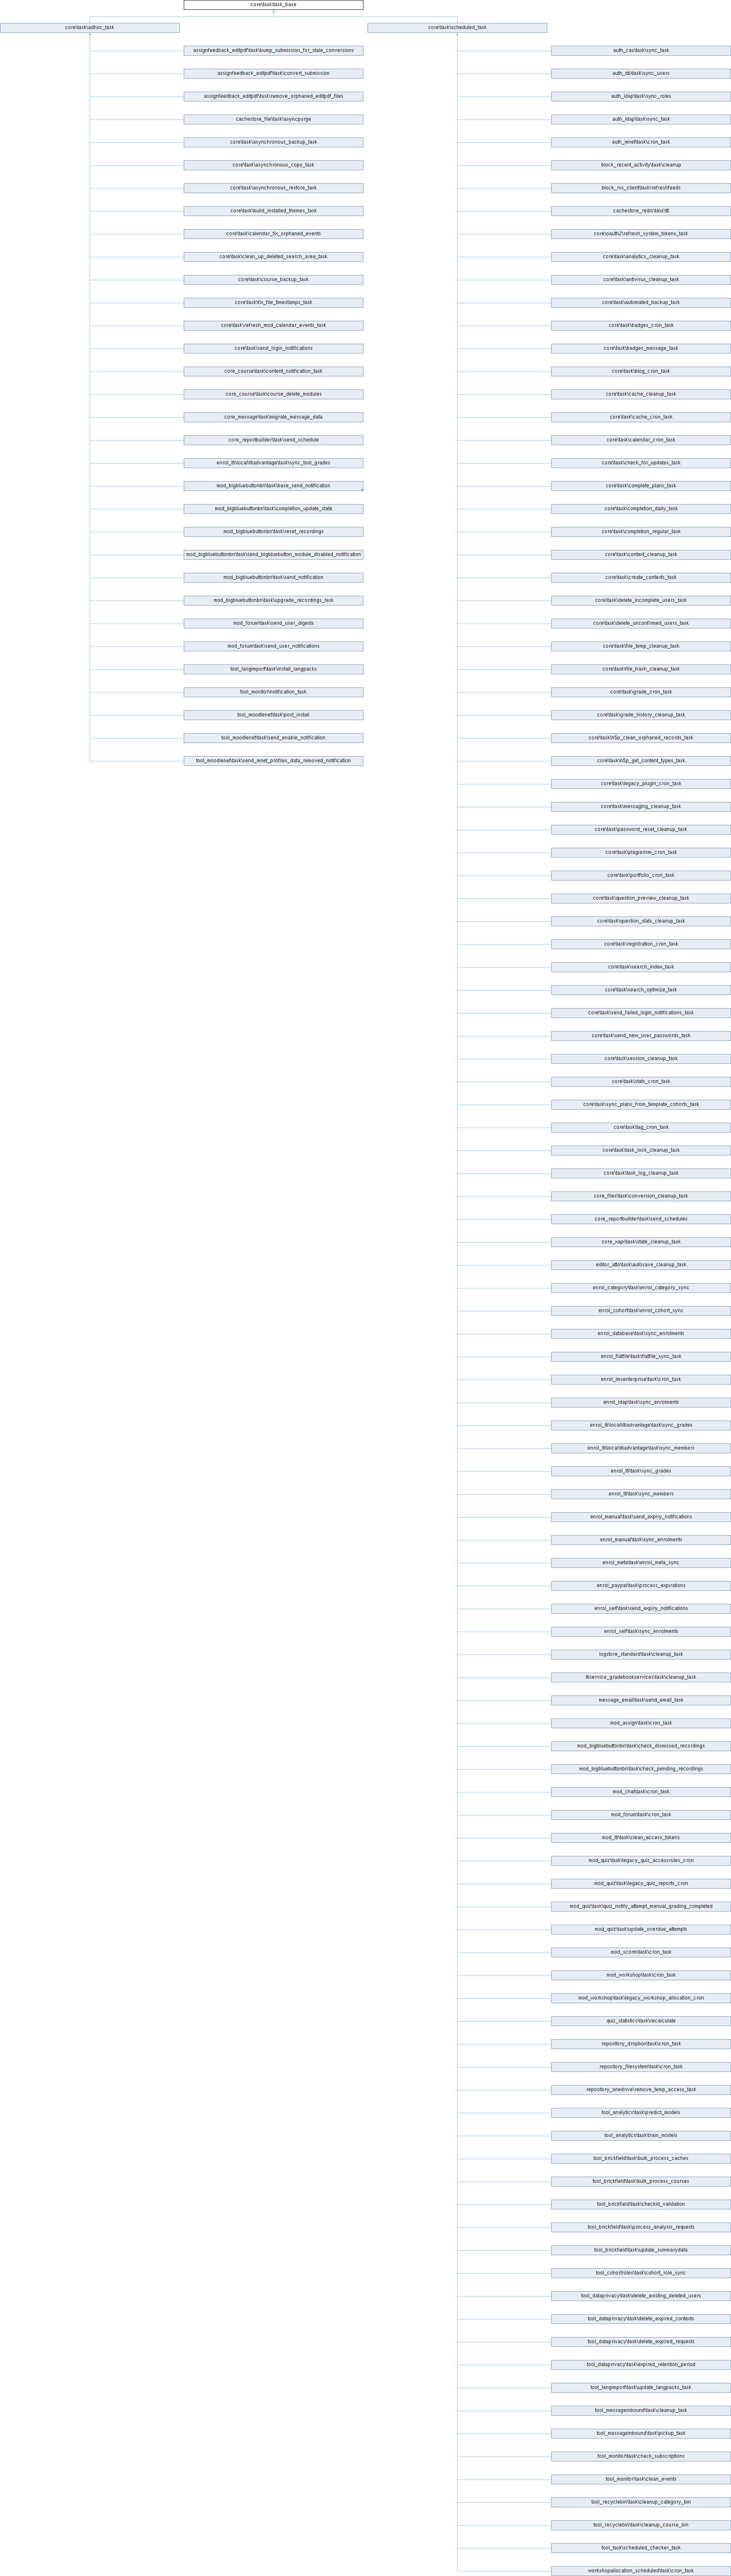 core\task\task_base
core\task\adhoc_task
core\task\scheduled_task
assignfeedback_editpdf\task\bump_submission_for_stale_conversions
assignfeedback_editpdf\task\convert_submission
assignfeedback_editpdf\task\remove_orphaned_editpdf_files
cachestore_file\task\asyncpurge
core\task\asynchronous_backup_task
core\task\asynchronous_copy_task
core\task\asynchronous_restore_task
core\task\build_installed_themes_task
core\task\calendar_fix_orphaned_events
core\task\clean_up_deleted_search_area_task
core\task\course_backup_task
core\task\fix_file_timestamps_task
core\task\refresh_mod_calendar_events_task
core\task\send_login_notifications
core_course\task\content_notification_task
core_course\task\course_delete_modules
core_message\task\migrate_message_data
core_reportbuilder\task\send_schedule
enrol_lti\local\ltiadvantage\task\sync_tool_grades
mod_bigbluebuttonbn\task\base_send_notification
mod_bigbluebuttonbn\task\completion_update_state
mod_bigbluebuttonbn\task\reset_recordings
mod_bigbluebuttonbn\task\send_bigbluebutton_module_disabled_notification
mod_bigbluebuttonbn\task\send_notification
mod_bigbluebuttonbn\task\upgrade_recordings_task
mod_forum\task\send_user_digests
mod_forum\task\send_user_notifications
tool_langimport\task\install_langpacks
tool_monitor\notification_task
tool_moodlenet\task\post_install
tool_moodlenet\task\send_enable_notification
tool_moodlenet\task\send_mnet_profiles_data_removed_notification
auth_cas\task\sync_task
auth_db\task\sync_users
auth_ldap\task\sync_roles
auth_ldap\task\sync_task
auth_mnet\task\cron_task
block_recent_activity\task\cleanup
block_rss_client\task\refreshfeeds
cachestore_redis\task\ttl
core\oauth2\refresh_system_tokens_task
core\task\analytics_cleanup_task
core\task\antivirus_cleanup_task
core\task\automated_backup_task
core\task\badges_cron_task
core\task\badges_message_task
core\task\blog_cron_task
core\task\cache_cleanup_task
core\task\cache_cron_task
core\task\calendar_cron_task
core\task\check_for_updates_task
core\task\complete_plans_task
core\task\completion_daily_task
core\task\completion_regular_task
core\task\context_cleanup_task
core\task\create_contexts_task
core\task\delete_incomplete_users_task
core\task\delete_unconfirmed_users_task
core\task\file_temp_cleanup_task
core\task\file_trash_cleanup_task
core\task\grade_cron_task
core\task\grade_history_cleanup_task
core\task\h5p_clean_orphaned_records_task
core\task\h5p_get_content_types_task
core\task\legacy_plugin_cron_task
core\task\messaging_cleanup_task
core\task\password_reset_cleanup_task
core\task\plagiarism_cron_task
core\task\portfolio_cron_task
core\task\question_preview_cleanup_task
core\task\question_stats_cleanup_task
core\task\registration_cron_task
core\task\search_index_task
core\task\search_optimize_task
core\task\send_failed_login_notifications_task
core\task\send_new_user_passwords_task
core\task\session_cleanup_task
core\task\stats_cron_task
core\task\sync_plans_from_template_cohorts_task
core\task\tag_cron_task
core\task\task_lock_cleanup_task
core\task\task_log_cleanup_task
core_files\task\conversion_cleanup_task
core_reportbuilder\task\send_schedules
core_xapi\task\state_cleanup_task
editor_atto\task\autosave_cleanup_task
enrol_category\task\enrol_category_sync
enrol_cohort\task\enrol_cohort_sync
enrol_database\task\sync_enrolments
enrol_flatfile\task\flatfile_sync_task
enrol_imsenterprise\task\cron_task
enrol_ldap\task\sync_enrolments
enrol_lti\local\ltiadvantage\task\sync_grades
enrol_lti\local\ltiadvantage\task\sync_members
enrol_lti\task\sync_grades
enrol_lti\task\sync_members
enrol_manual\task\send_expiry_notifications
enrol_manual\task\sync_enrolments
enrol_meta\task\enrol_meta_sync
enrol_paypal\task\process_expirations
enrol_self\task\send_expiry_notifications
enrol_self\task\sync_enrolments
logstore_standard\task\cleanup_task
ltiservice_gradebookservices\task\cleanup_task
message_email\task\send_email_task
mod_assign\task\cron_task
mod_bigbluebuttonbn\task\check_dismissed_recordings
mod_bigbluebuttonbn\task\check_pending_recordings
mod_chat\task\cron_task
mod_forum\task\cron_task
mod_lti\task\clean_access_tokens
mod_quiz\task\legacy_quiz_accessrules_cron
mod_quiz\task\legacy_quiz_reports_cron
mod_quiz\task\quiz_notify_attempt_manual_grading_completed
mod_quiz\task\update_overdue_attempts
mod_scorm\task\cron_task
mod_workshop\task\cron_task
mod_workshop\task\legacy_workshop_allocation_cron
quiz_statistics\task\recalculate
repository_dropbox\task\cron_task
repository_filesystem\task\cron_task
repository_onedrive\remove_temp_access_task
tool_analytics\task\predict_models
tool_analytics\task\train_models
tool_brickfield\task\bulk_process_caches
tool_brickfield\task\bulk_process_courses
tool_brickfield\task\checkid_validation
tool_brickfield\task\process_analysis_requests
tool_brickfield\task\update_summarydata
tool_cohortroles\task\cohort_role_sync
tool_dataprivacy\task\delete_existing_deleted_users
tool_dataprivacy\task\delete_expired_contexts
tool_dataprivacy\task\delete_expired_requests
tool_dataprivacy\task\expired_retention_period
tool_langimport\task\update_langpacks_task
tool_messageinbound\task\cleanup_task
tool_messageinbound\task\pickup_task
tool_monitor\task\check_subscriptions
tool_monitor\task\clean_events
tool_recyclebin\task\cleanup_category_bin
tool_recyclebin\task\cleanup_course_bin
tool_task\scheduled_checker_task
workshopallocation_scheduled\task\cron_task